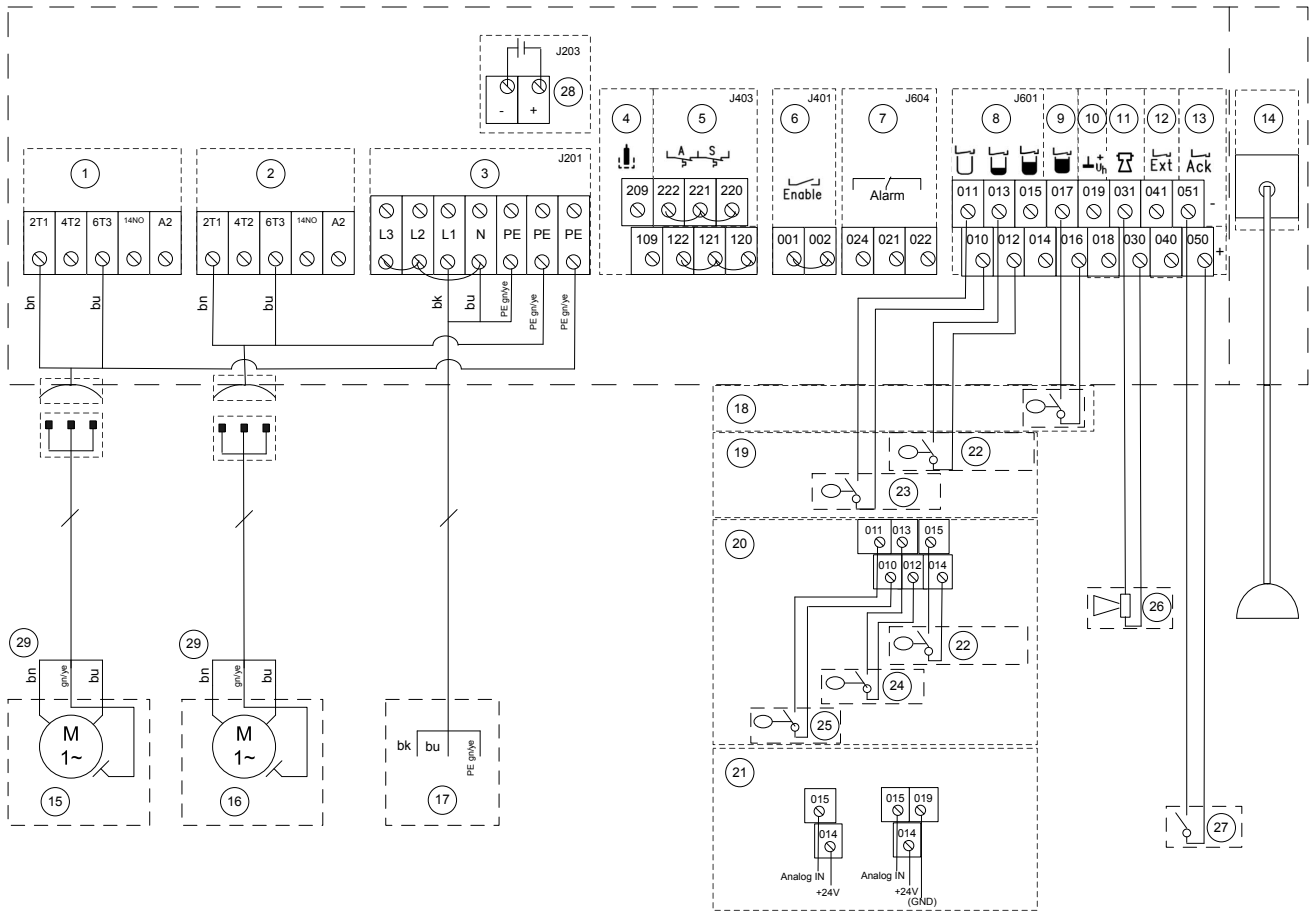 J203
28
- +
1
2
3
J201
4
5
J403
6
J401
7
J604
8
J601
9
10
11
12
13
14
A S
Enable
Alarm
+
Uh
Ext
Ack
2T1 4T2 6T3 14NO A2
2T1 4T2 6T3 14NO A2
L3 L2 L1 N PE PE PE
209 222 221 220
109 122 121 120
001 002
024 021 022
011 013 015 017 019 031 041 051 -
010 012 014 016 018 030 040 050 +
bn bu
bn bu
bk bu PE gn/ye PE gn/ye PE gn/ye
18
19
22
23
20
011 013 015
010 012 014
22
24
25
26
27
29
bn gn/ye bu
29
bn gn/ye bu
M
1~
15
M
1~
16
bk bu PE gn/ye
17
21
015
014
Analog IN
+24V
015 019
014
Analog IN
+24V
(GND)